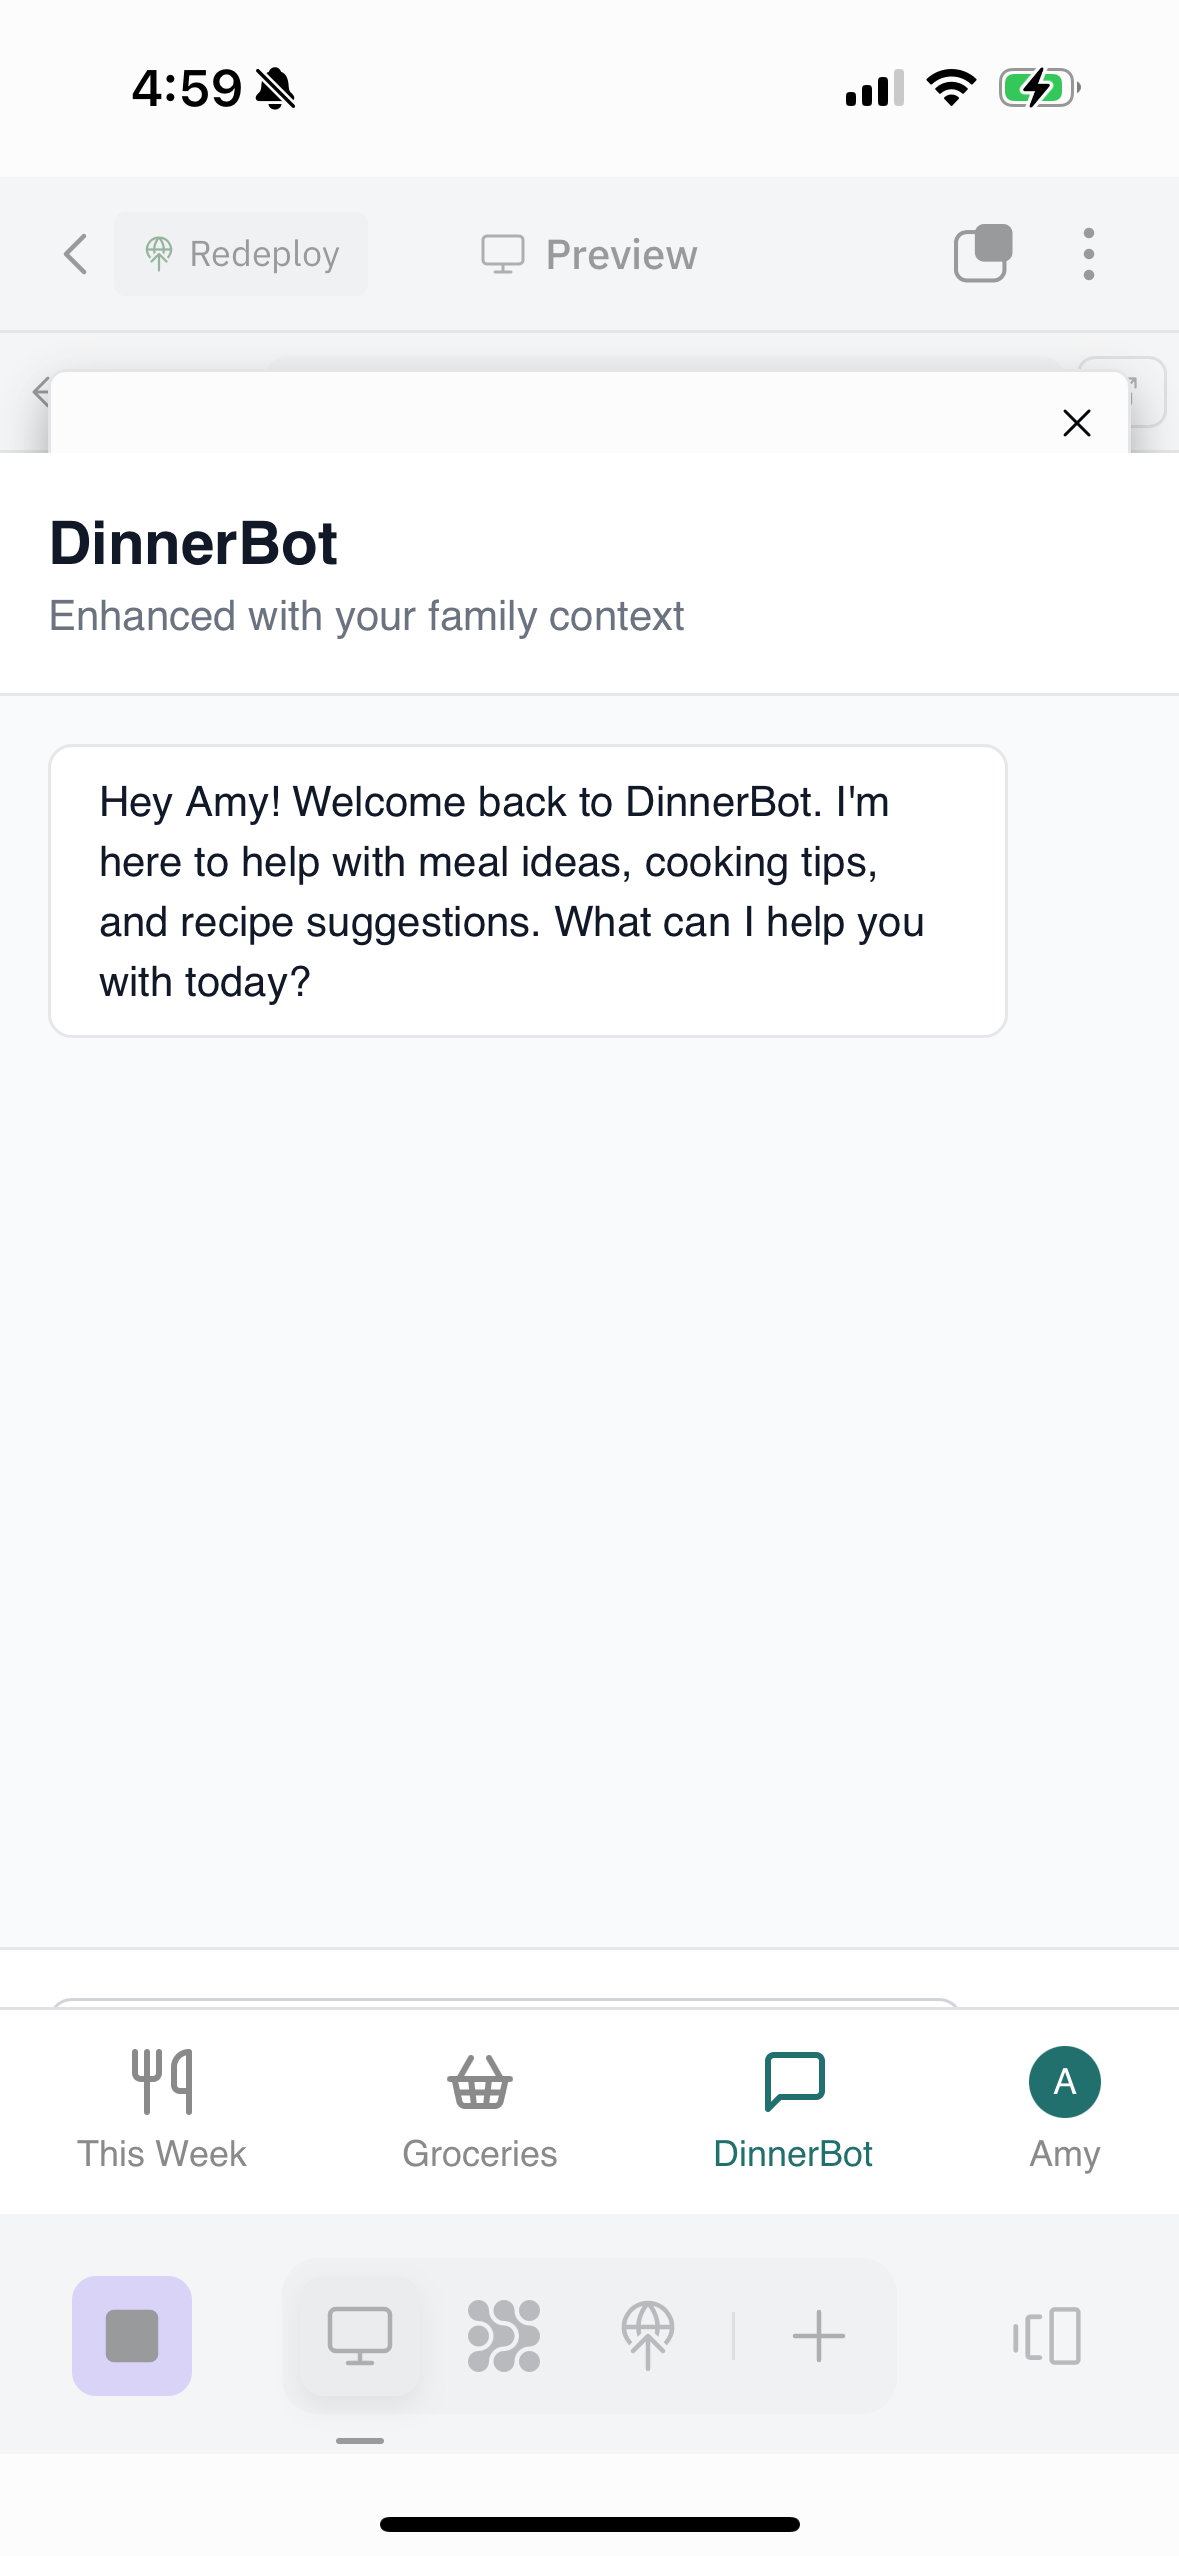 4:59
Redeploy
Preview
DinnerBot
Enhanced with your family context
Hey Amy! Welcome back to DinnerBot. I'm
here to help with meal ideas, cooking tips,
and recipe suggestions. What can I help you
with today?
A
This Week
Groceries
DinnerBot
Amy